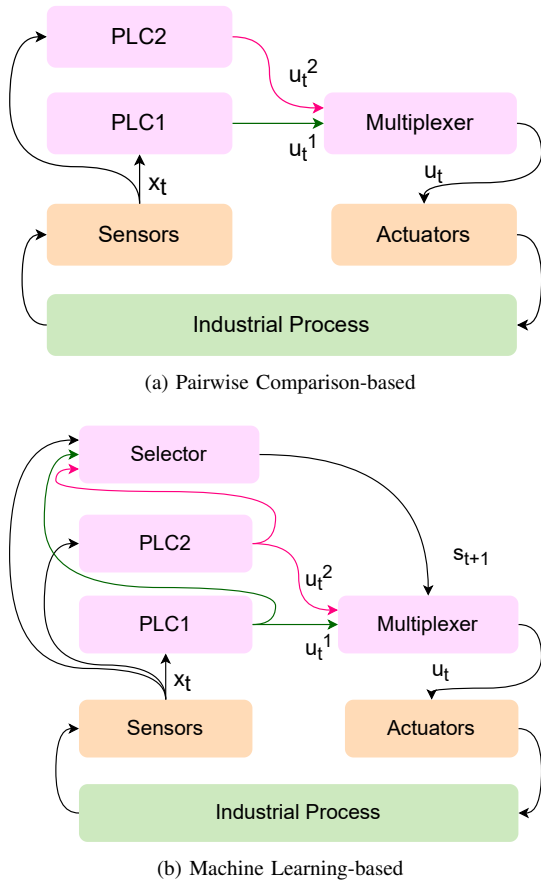 PLC2
u_t^2
PLC1
Multiplexer
u_t^1
x_t
u_t
Sensors
Actuators
Industrial Process
(a) Pairwise Comparison-based
Selector
PLC2
s_{t+1}
u_t^2
PLC1
Multiplexer
u_t^1
x_t
u_t
Sensors
Actuators
Industrial Process
(b) Machine Learning-based